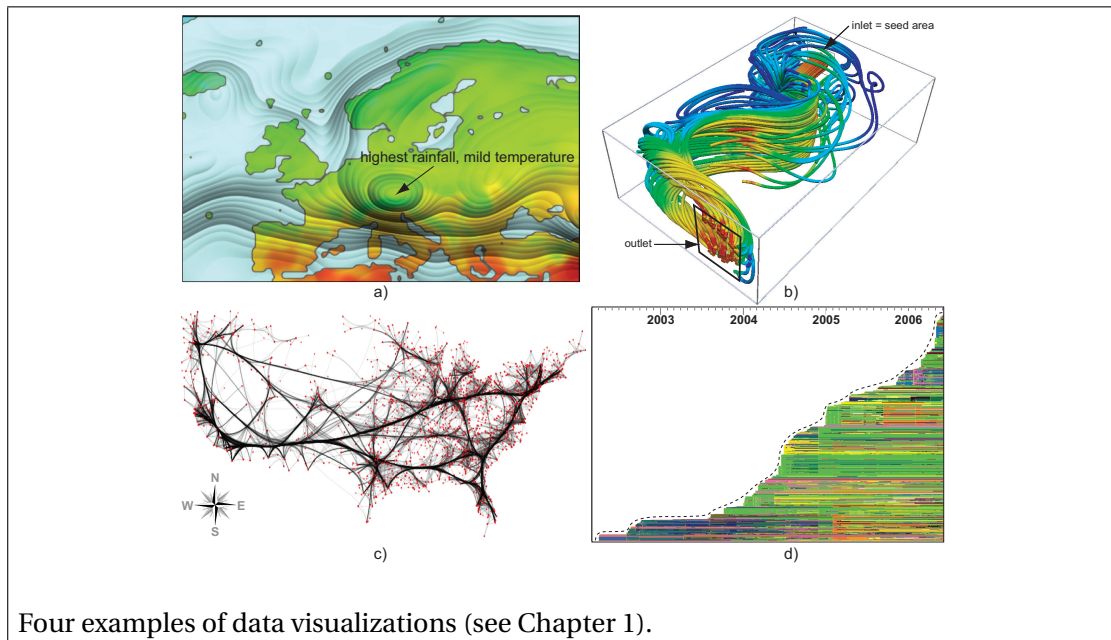 inlet = seed area
highest rainfall, mild temperature
outlet
a)
b)
2003 2004 2005 2006
N
W E
S
c)
d)
Four examples of data visualizations (see Chapter 1).